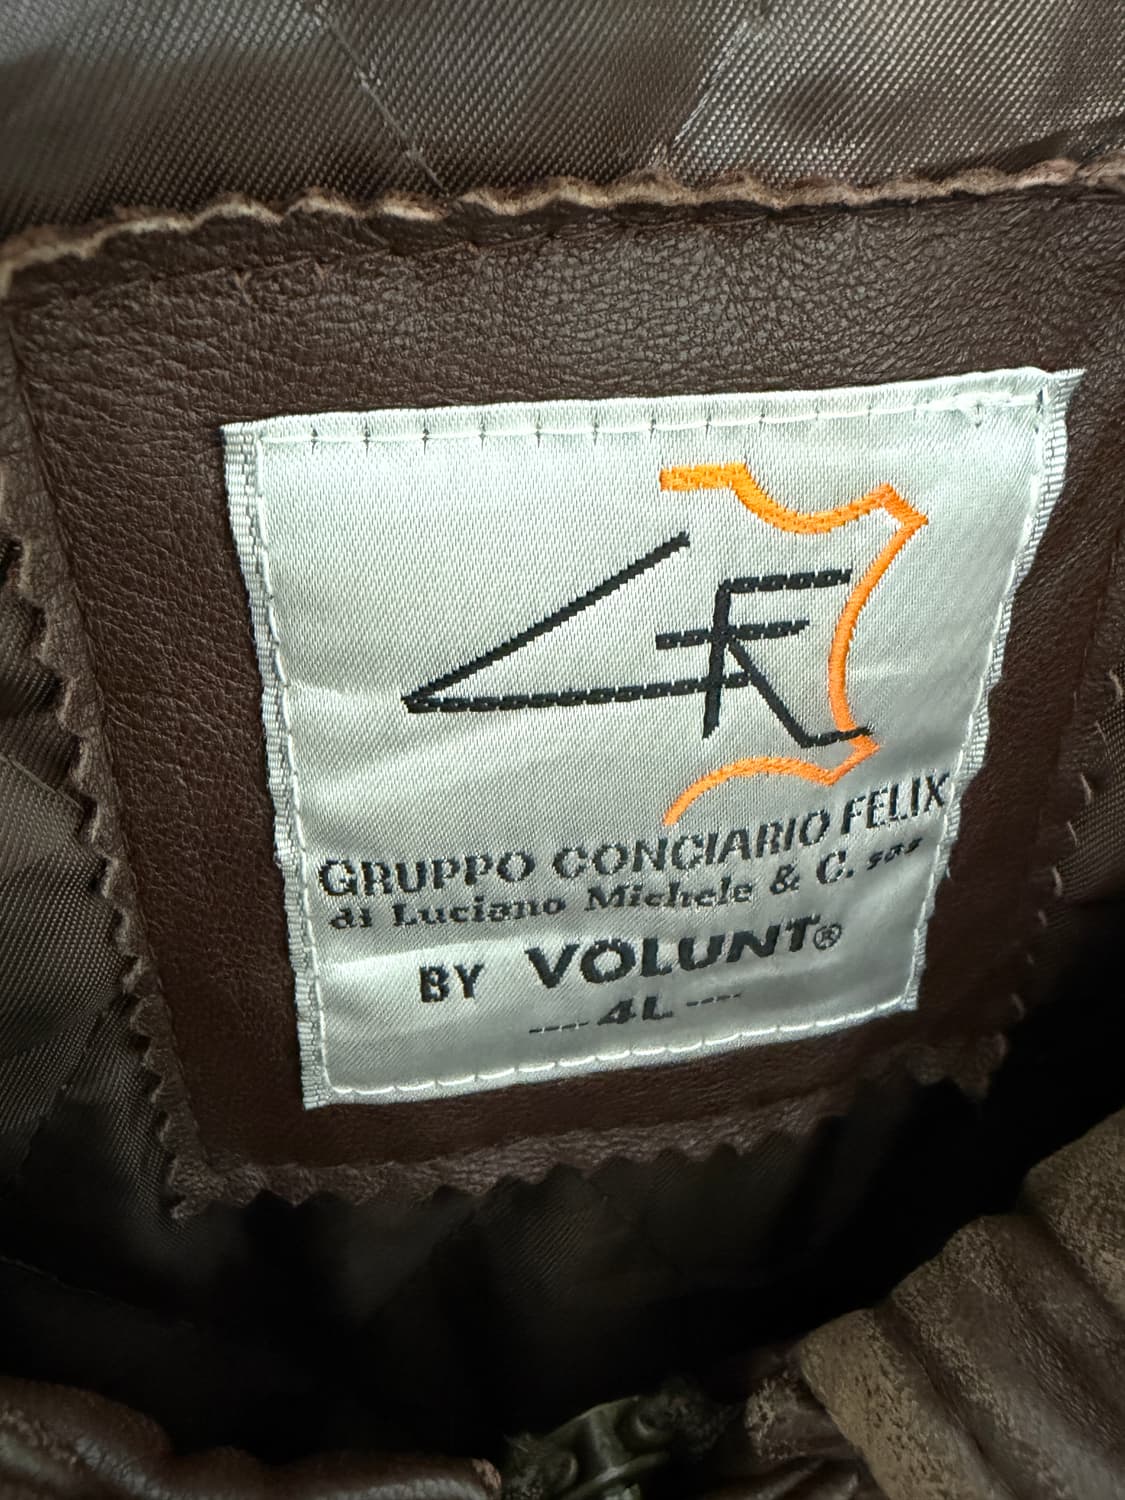 GRUPPO CONCIARIO FELIX
di Luciano Michele & C. sas
BY VOLUNT®
---- 4L ----